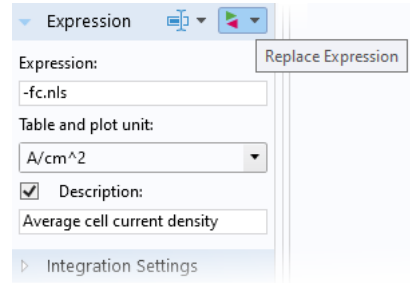 Expression
Replace Expression
Expression:
-fc.nls
Table and plot unit:
A/cm^2
Description:
Average cell current density
Integration Settings